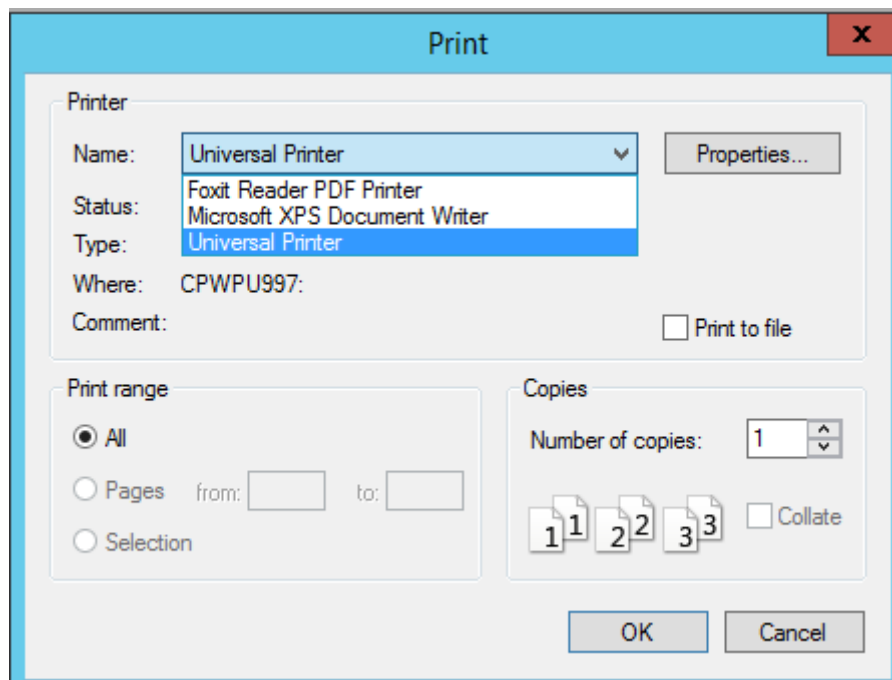 Print
x
Printer
Name:
Universal Printer
Properties...
Foxit Reader PDF Printer
Status:
Microsoft XPS Document Writer
Type:
Universal Printer
Where: CPWPU997:
Comment:
Print to file
Print range
Copies
All
Number of copies: 1
Pages from: to:
1 1 2 2 3 3
Collate
Selection
OK
Cancel